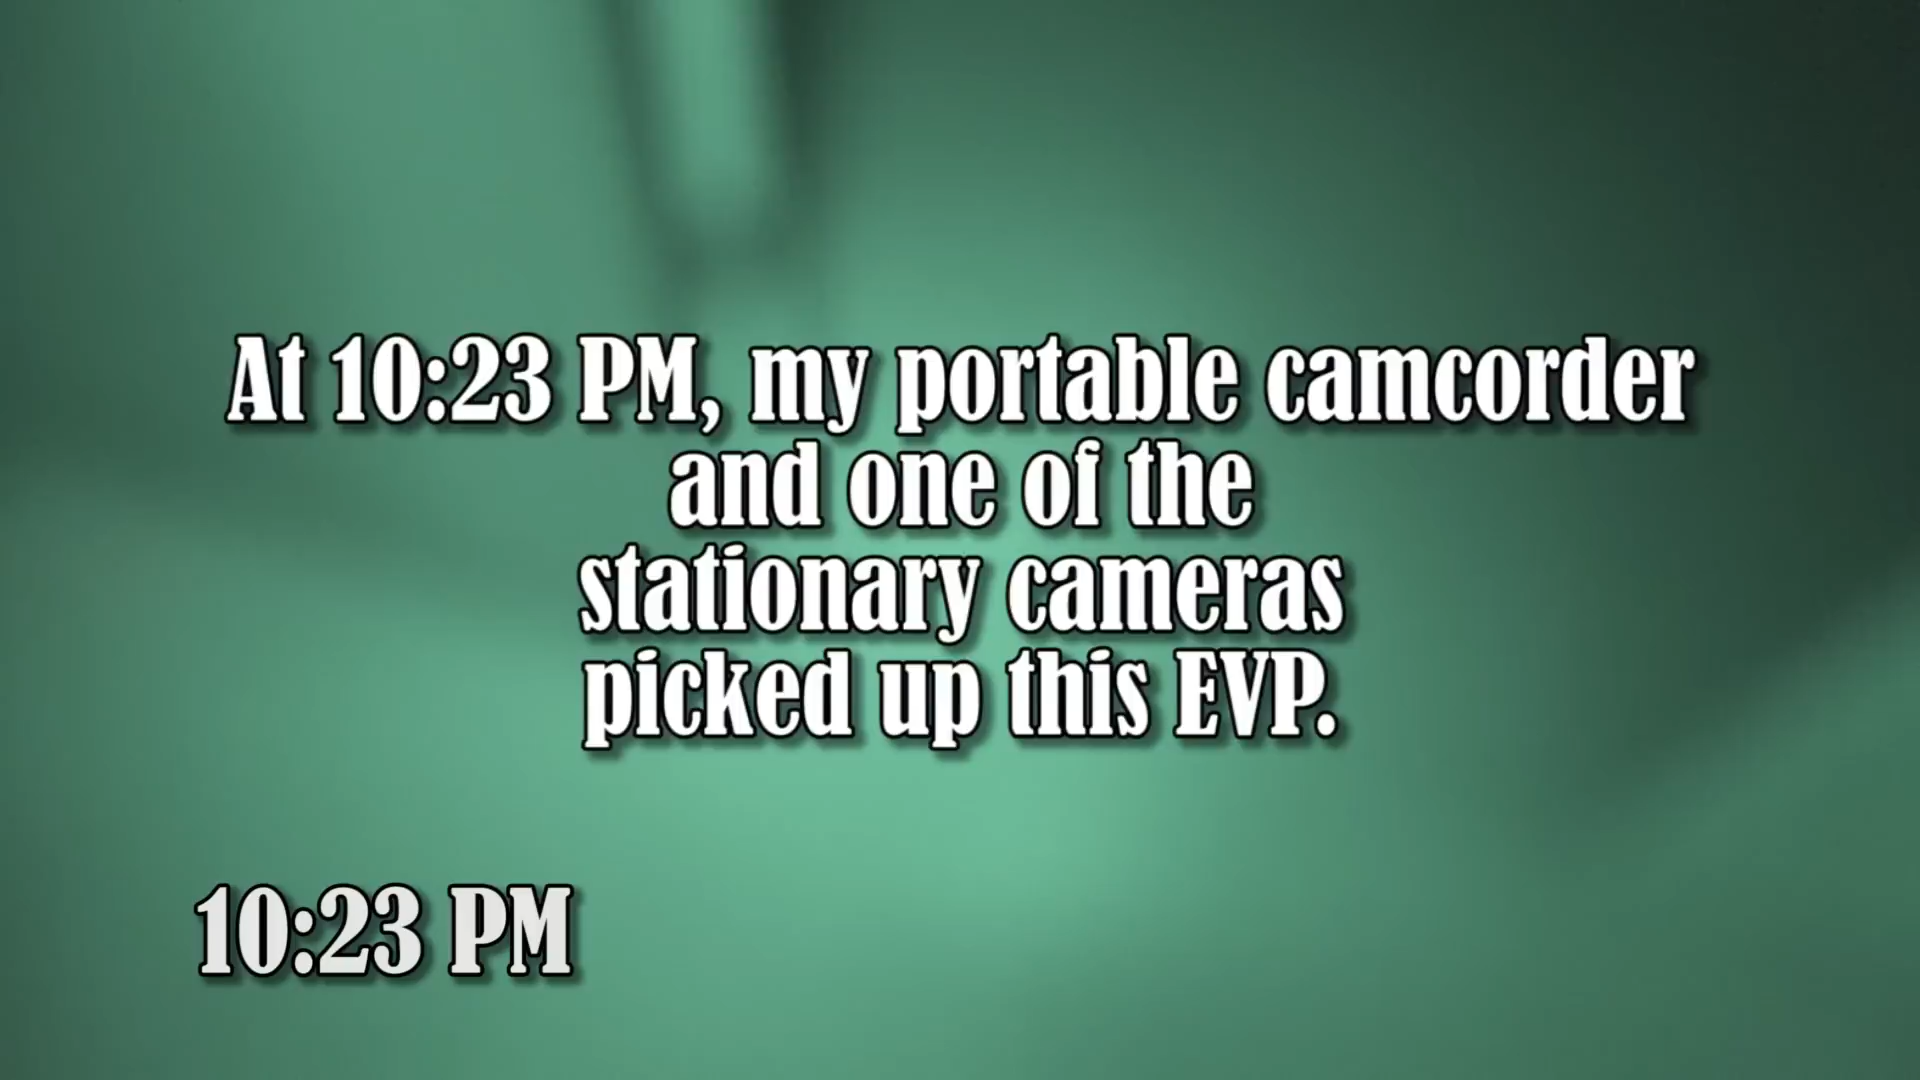 At 10:23 PM, my portable camcorder
and one of the
stationary cameras
picked up this EVP.
10:23 PM